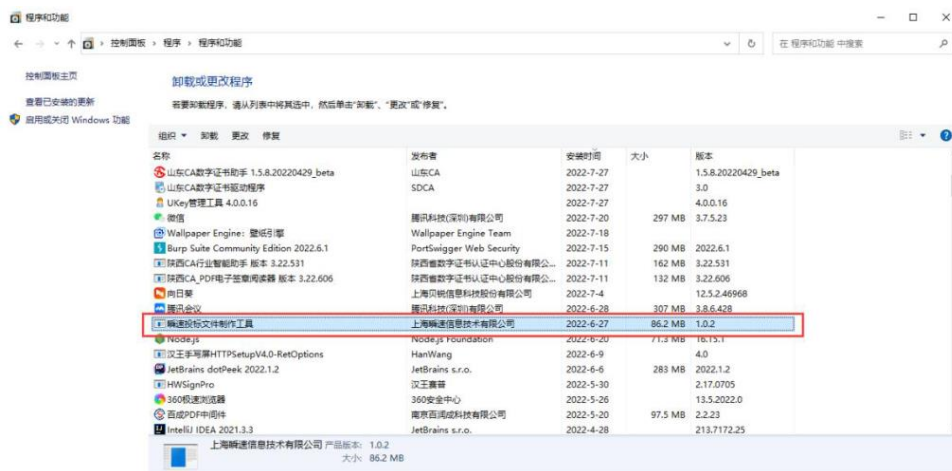 程序和功能
控制面板 › 程序 › 程序和功能
在 程序和功能 中搜索
控制面板主页
查看已安装的更新
启用或关闭 Windows 功能
卸载或更改程序
若要卸载程序，请从列表中将其选中，然后单击"卸载"、"更改"或"修复"。
组织 卸载 更改 修复
名称 发布者 安装时间 大小 版本
山东CA数字证书助手 1.5.8.20220429_beta 山东CA 2022-7-27 1.5.8.20220429_beta
山东CA数字证书驱动程序 SDCA 2022-7-27 3.0
UKey管理工具 4.0.0.16 2022-7-27 4.0.0.16
微信 腾讯科技(深圳)有限公司 2022-7-20 297 MB 3.7.5.23
Wallpaper Engine：壁纸引擎 Wallpaper Engine Team 2022-7-18
Burp Suite Community Edition 2022.6.1 PortSwigger Web Security 2022-7-15 290 MB 2022.6.1
陕西CA行业智能助手 版本 3.22.531 陕西省数字证书认证中心股份有限公... 2022-7-11 162 MB 3.22.531
陕西CA_PDF电子签章阅读器 版本 3.22.606 陕西省数字证书认证中心股份有限公... 2022-7-11 132 MB 3.22.606
向日葵 上海贝锐信息科技股份有限公司 2022-7-4 12.5.2.46968
腾讯会议 腾讯科技(深圳)有限公司 2022-6-28 307 MB 3.8.6.428
瞬速投标文件制作工具 上海瞬速信息技术有限公司 2022-6-27 86.2 MB 1.0.2
Node.js Node.js Foundation 2022-6-20 71.3 MB 16.15.1
汉王手写屏HTTPSetupV4.0-RetOptions HanWang 2022-6-9 4.0
JetBrains dotPeek 2022.1.2 JetBrains s.r.o. 2022-6-6 283 MB 2022.1.2
HWSignPro 汉王赛普 2022-5-30 2.17.0705
360极速浏览器 360安全中心 2022-5-26 13.5.2022.0
百成PDF中间件 南京百润成科技有限公司 2022-5-20 97.5 MB 2.2.23
IntelliJ IDEA 2021.3.3 JetBrains s.r.o. 2022-4-28 213.7172.25
上海瞬速信息技术有限公司 产品版本: 1.0.2
大小: 86.2 MB